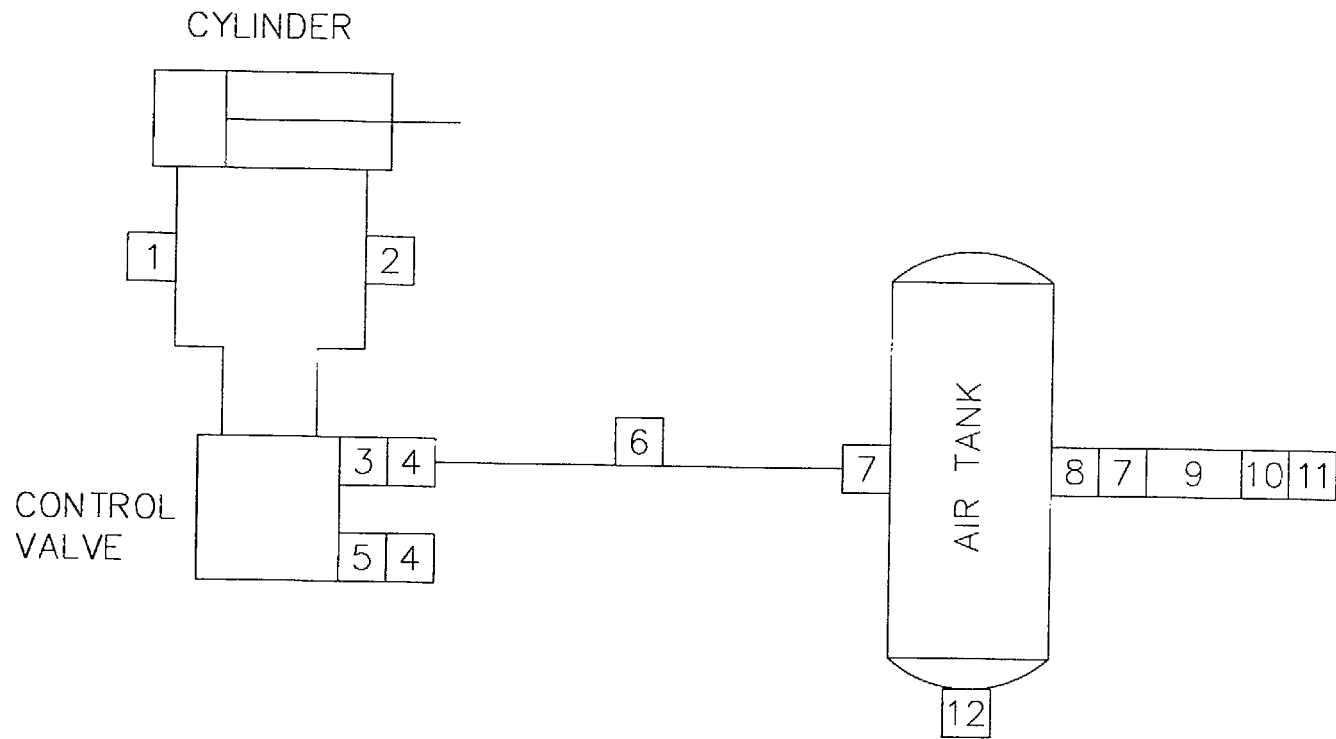 CYLINDER
1
2
6
3 4
7
8 7 9 10 11
AIR TANK
CONTROL
VALVE
5 4
12